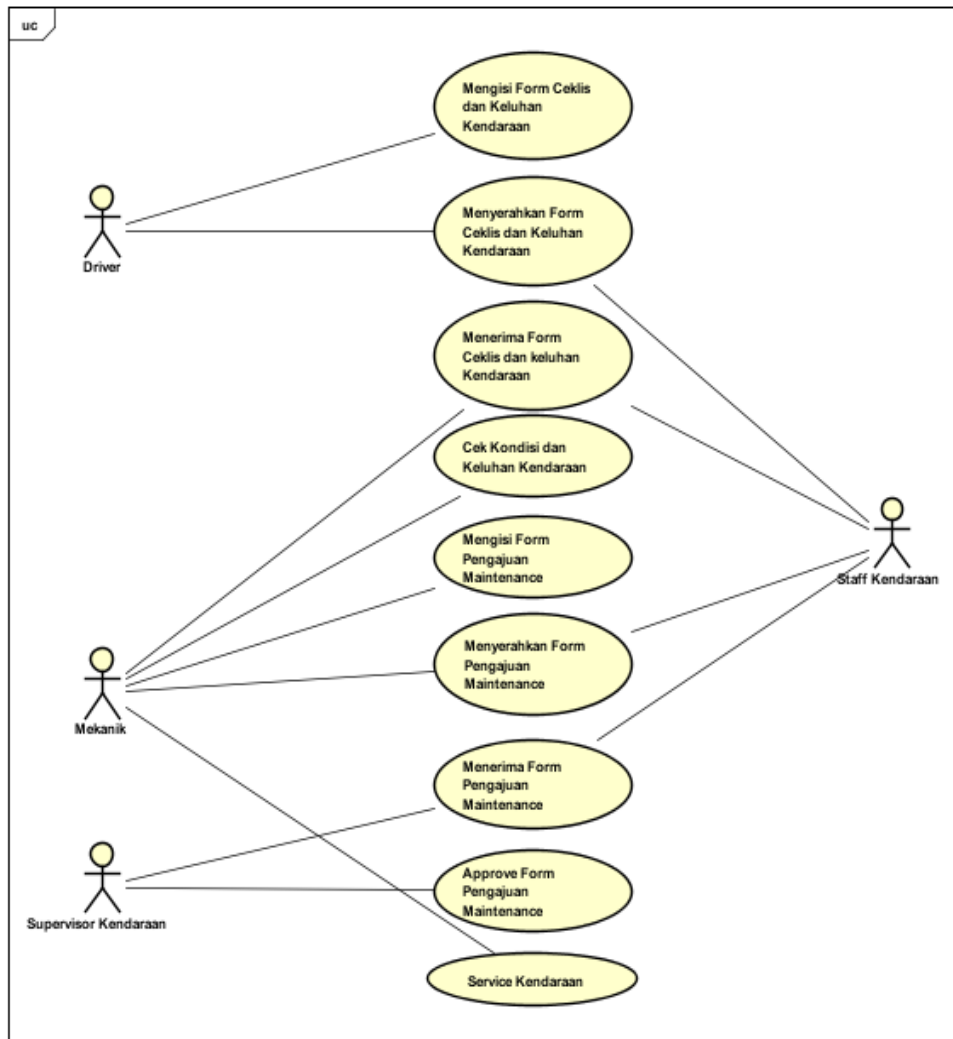 uc
Mengisi Form Ceklis
dan Keluhan
Kendaraan
Menyerahkan Form
Ceklis dan Keluhan
Kendaraan
Driver
Menerima Form
Ceklis dan keluhan
Kendaraan
Cek Kondisi dan
Keluhan Kendaraan
Mengisi Form
Pengajuan
Maintenance
Staff Kendaraan
Menyerahkan Form
Pengajuan
Maintenance
Mekanik
Menerima Form
Pengajuan
Maintenance
Approve Form
Pengajuan
Maintenance
Supervisor Kendaraan
Service Kendaraan